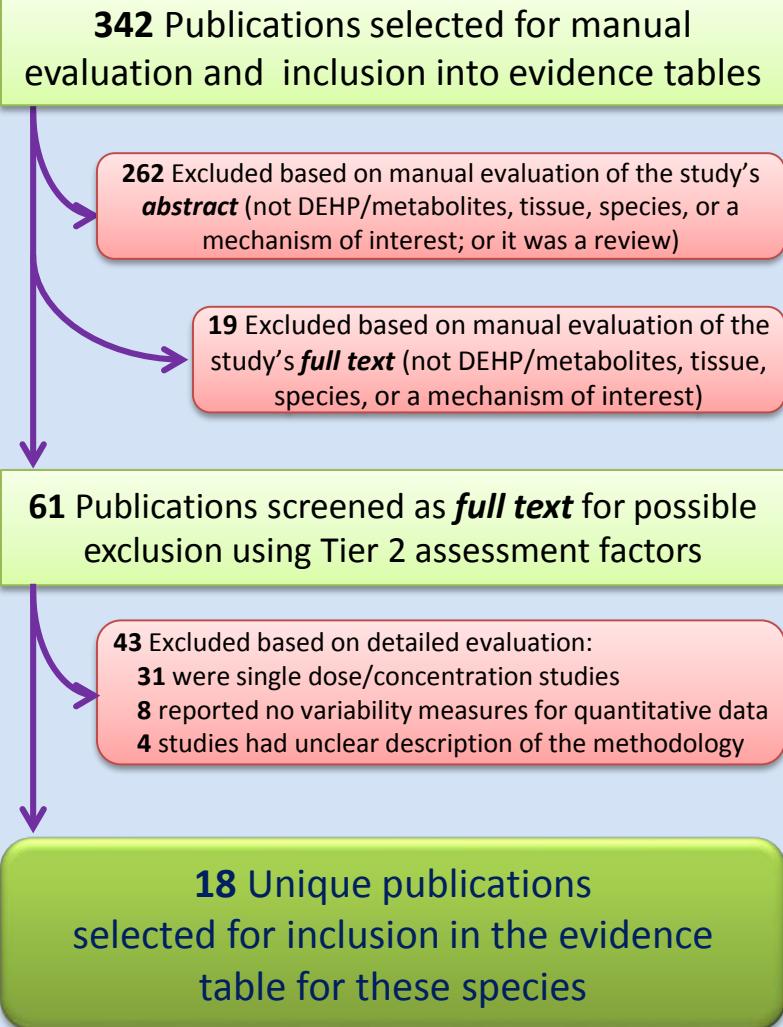 342 Publications selected for manual
evaluation and inclusion into evidence tables
262 Excluded based on manual evaluation of the study's
abstract (not DEHP/metabolites, tissue, species, or a
mechanism of interest; or it was a review)
19 Excluded based on manual evaluation of the
study's full text (not DEHP/metabolites, tissue,
species, or a mechanism of interest)
61 Publications screened as full text for possible
exclusion using Tier 2 assessment factors
43 Excluded based on detailed evaluation:
31 were single dose/concentration studies
8 reported no variability measures for quantitative data
4 studies had unclear description of the methodology
18 Unique publications
selected for inclusion in the evidence
table for these species